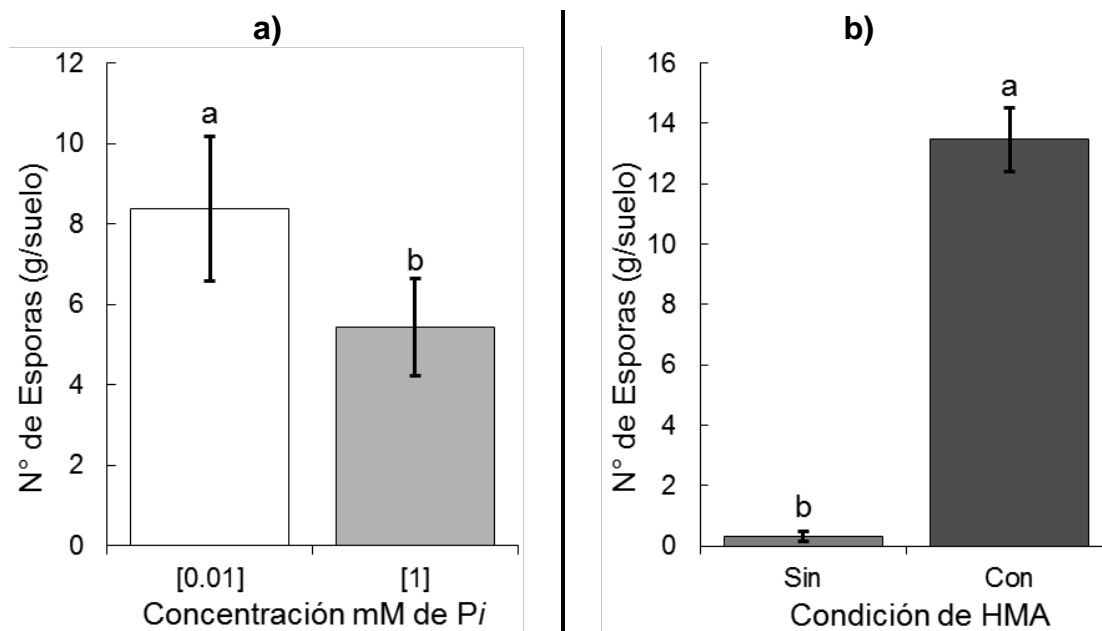 a)
N° de Esporas (g/suelo)
12
10
8
6
4
2
0
a
b
[0.01]
[1]
Concentración mM de Pi
b)
N° de Esporas (g/suelo)
16
14
12
10
8
6
4
2
0
b
a
Sin
Con
Condición de HMA